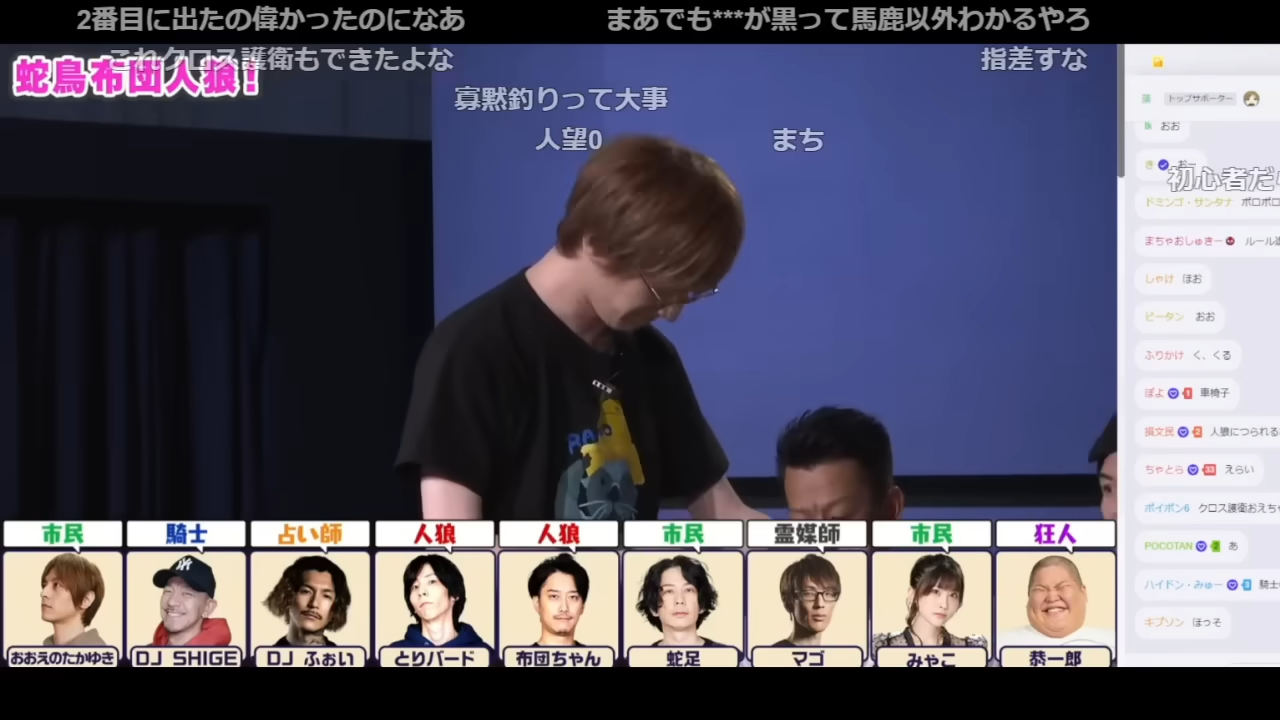 2番目に出たの偉かったのになあ
まあでも***が黒って馬鹿以外わかるやろ
これクロス護衛もできたよな
指差すな
蛇鳥布団人狼!
寡黙釣りって大事
人望0
まち
初心者だ
トップサポーター
おお
お
ドミンゴ・サンタナ ボロボロ
まちゃおしゅきー ルール
しゃけ ほお
ピータン おお
ふりかけ く、くる
ぽよ 1 車椅子
損文民 2 人狼につられる
ちゃとら 33 えらい
ポイポン6 クロス護衛おえち
POCOTAN 2 あ
ハイドン・みゅー 3 騎士
キプソン ほっそ
市民
騎士
占い師
人狼
人狼
市民
霊媒師
市民
狂人
おおえのたかゆき
DJ SHIGE
DJ ふぉい
とりバード
布団ちゃん
蛇足
マゴ
みゃこ
恭一郎